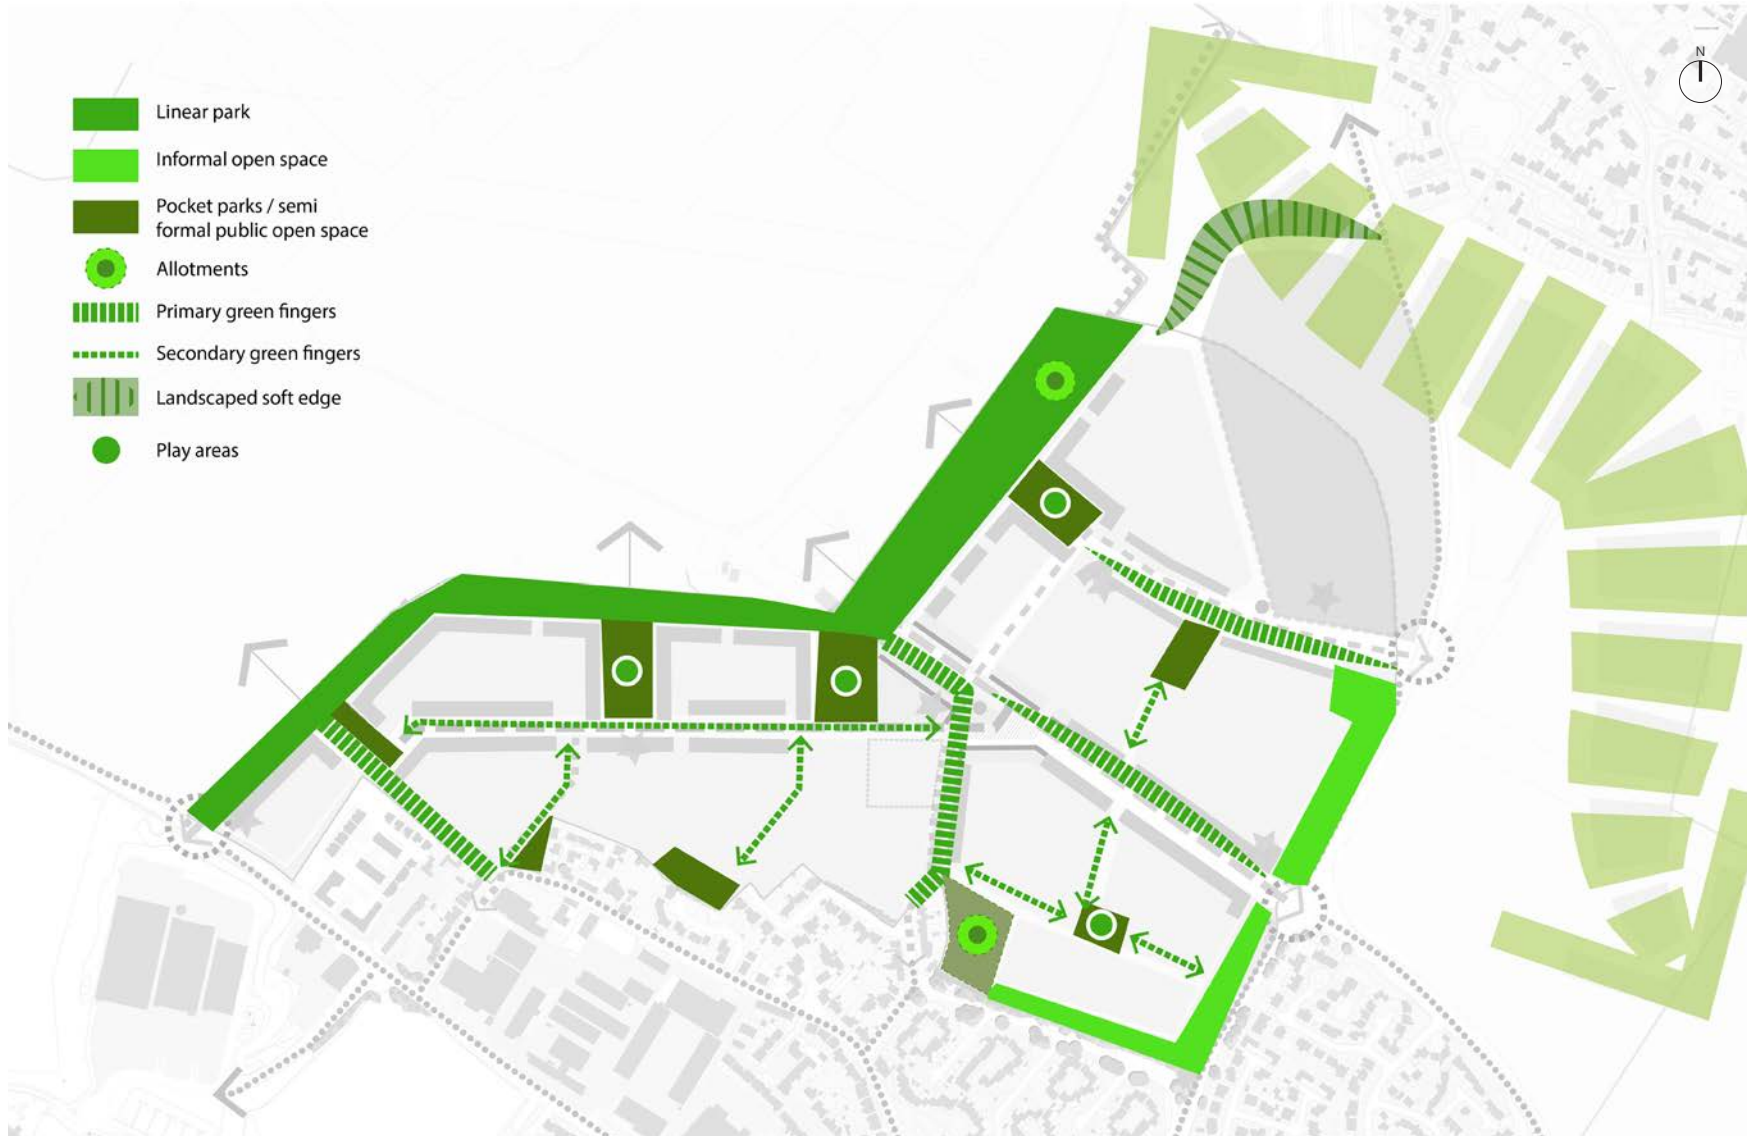 N
Linear park
Informal open space
Pocket parks / semi
formal public open space
Allotments
Primary green fingers
Secondary green fingers
Landscaped soft edge
Play areas